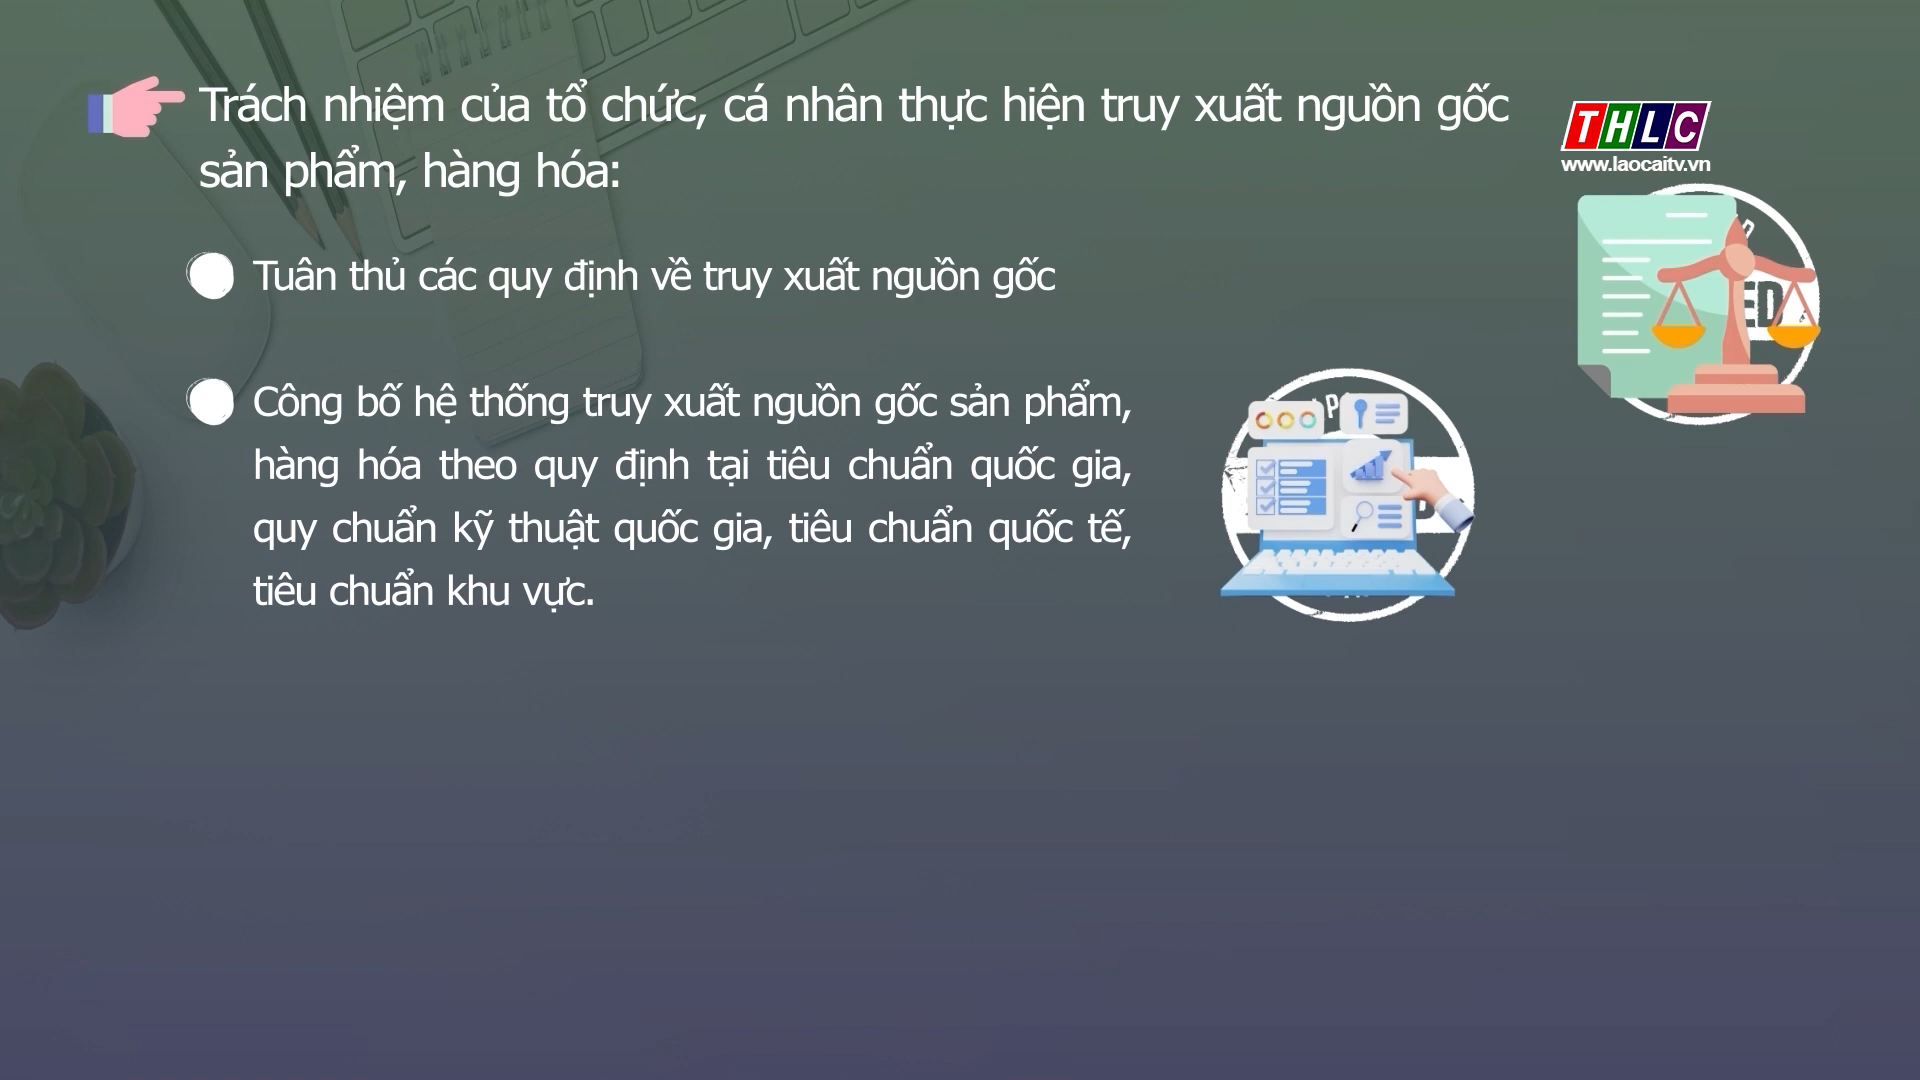 Trách nhiệm của tổ chức, cá nhân thực hiện truy xuất nguồn gốc
sản phẩm, hàng hóa:
THLC
www.laocaitv.vn
Tuân thủ các quy định về truy xuất nguồn gốc
Công bố hệ thống truy xuất nguồn gốc sản phẩm,
hàng hóa theo quy định tại tiêu chuẩn quốc gia,
quy chuẩn kỹ thuật quốc gia, tiêu chuẩn quốc tế,
tiêu chuẩn khu vực.